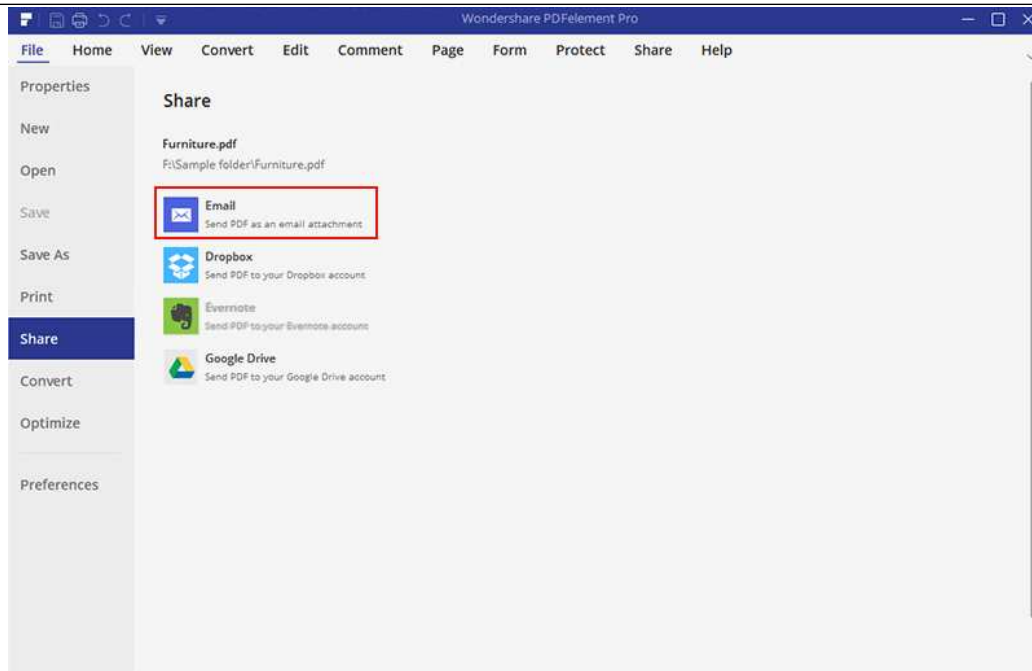 Wondershare PDFelement Pro
File Home View Convert Edit Comment Page Form Protect Share Help
Properties
New
Open
Save
Save As
Print
Share
Convert
Optimize
Preferences
Share
Furniture.pdf
F:\Sample folder\Furniture.pdf
Email
Send PDF as an email attachment
Dropbox
Send PDF to your Dropbox account
Evernote
Send PDF to your Evernote account
Google Drive
Send PDF to your Google Drive account